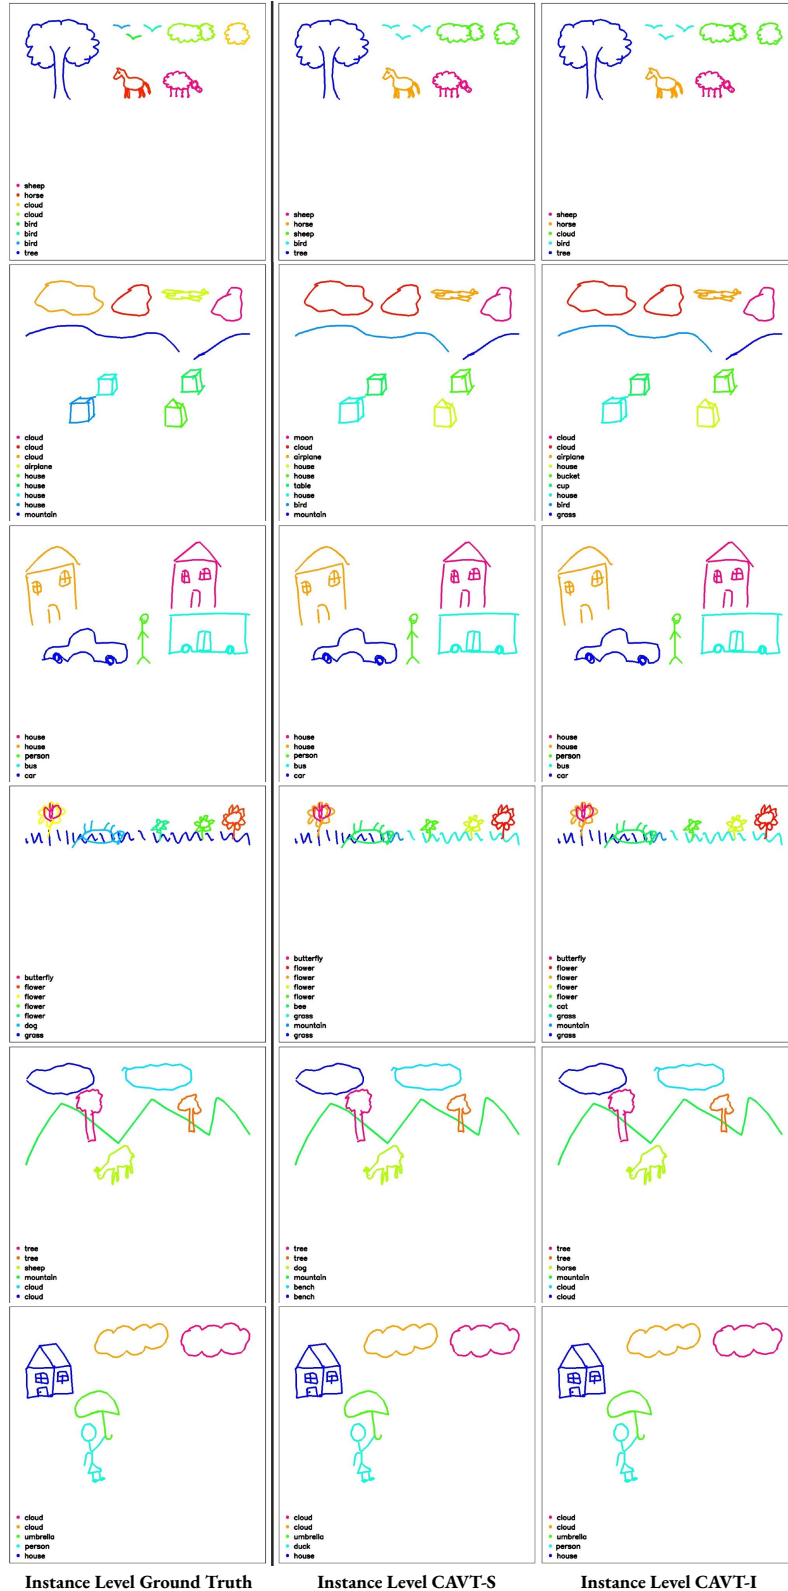 sheep
horse
cloud
cloud
bird
bird
bird
tree
sheep
horse
sheep
bird
tree
sheep
horse
cloud
bird
tree
cloud
cloud
cloud
airplane
house
house
house
house
mountain
moon
cloud
airplane
house
house
table
house
bird
mountain
cloud
cloud
airplane
house
bucket
cup
house
bird
grass
house
house
person
bus
car
house
house
person
bus
car
house
house
person
bus
car
butterfly
flower
flower
flower
flower
dog
grass
butterfly
flower
flower
flower
flower
bee
grass
mountain
grass
butterfly
flower
flower
flower
flower
cat
grass
mountain
grass
tree
tree
sheep
mountain
cloud
cloud
tree
tree
dog
mountain
bench
bench
tree
tree
horse
mountain
cloud
cloud
cloud
cloud
umbrella
person
house
cloud
cloud
umbrella
duck
house
cloud
cloud
umbrella
person
house
Instance Level Ground Truth
Instance Level CAVT-S
Instance Level CAVT-I